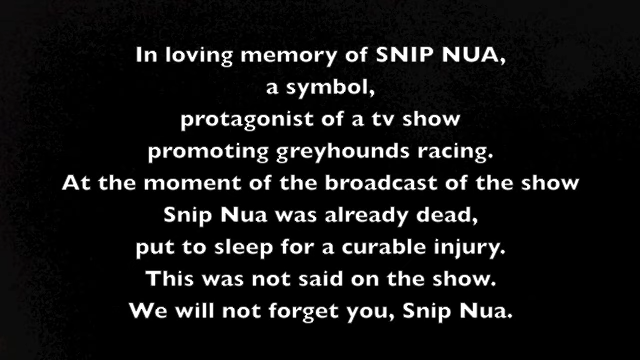 In loving memory of SNIP NUA,
a symbol,
protagonist of a tv show
promoting greyhounds racing.
At the moment of the broadcast of the show
Snip Nua was already dead,
put to sleep for a curable injury.
This was not said on the show.
We will not forget you, Snip Nua.